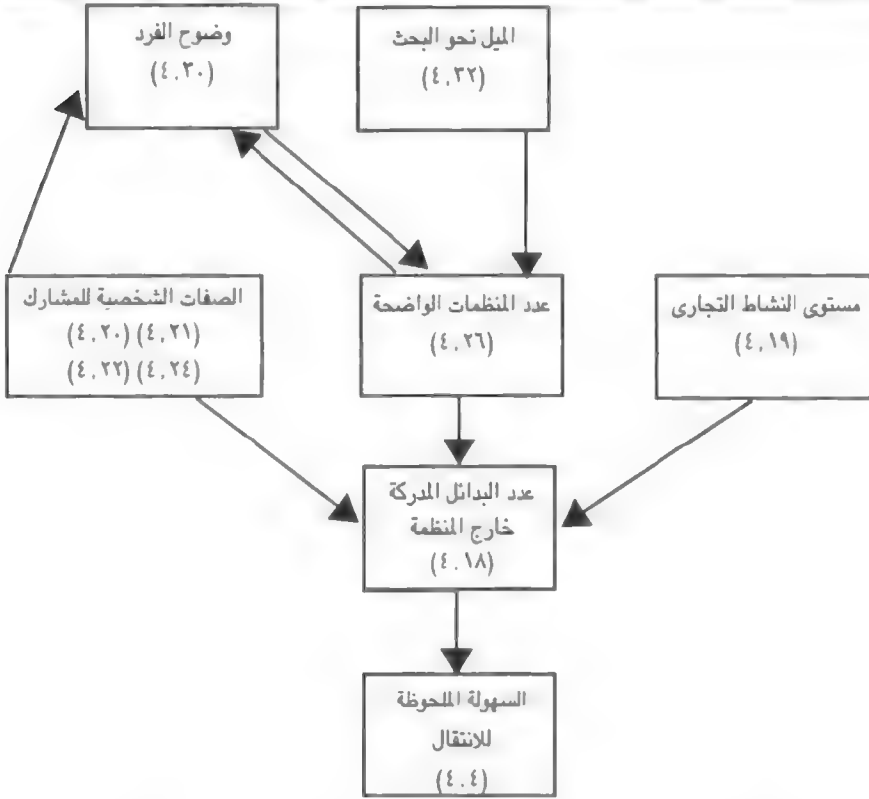 الميل نحو البحث
(٤,٣٢)
وضوح الفرد
(٤,٣٠)
مستوى النشاط التجارى
(٤,١٩)
عدد المنظمات الواضحة
(٤,٢٦)
الصفات الشخصية للمشارك
(٤,٢١) (٤,٢٠)
(٤,٢٤) (٤,٢٢)
عدد البدائل المدركة
خارج المنظمة
(٤,١٨)
السهولة الملحوظة
للانتقال
(٤,٤)